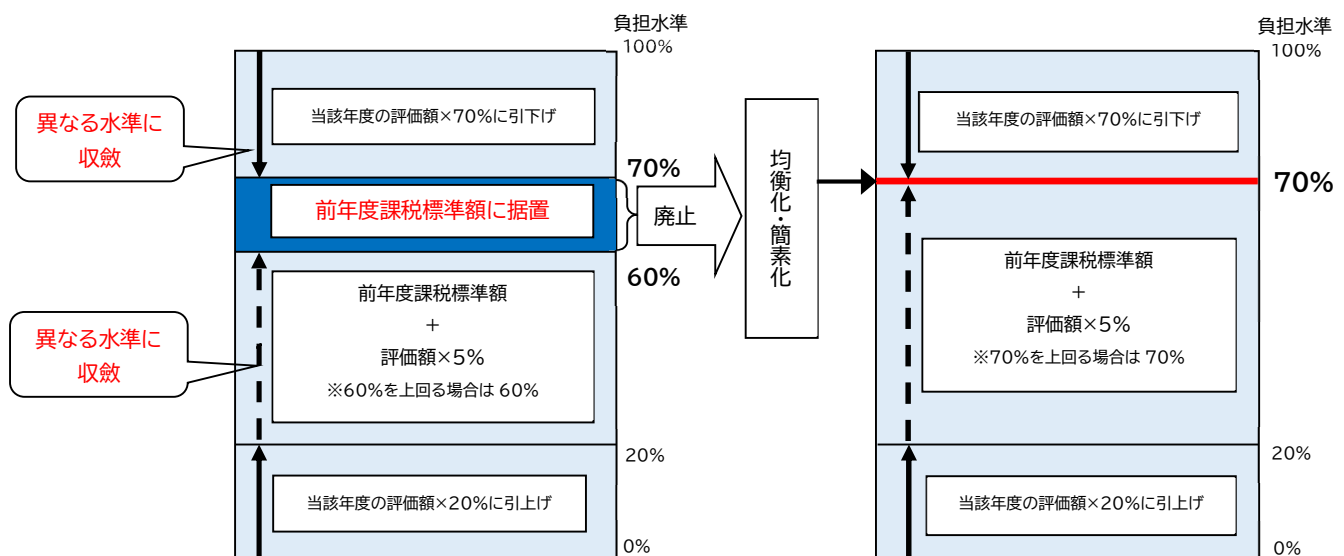 負担水準
100%
当該年度の評価額×70%に引下げ
異なる水準に
収斂
70%
前年度課税標準額に据置
60%
前年度課税標準額
+
評価額×5%
※60%を上回る場合は 60%
異なる水準に
収斂
20%
当該年度の評価額×20%に引上げ
0%
廃止
均衡化・簡素化
負担水準
100%
当該年度の評価額×70%に引下げ
70%
前年度課税標準額
+
評価額×5%
※70%を上回る場合は 70%
20%
当該年度の評価額×20%に引上げ
0%